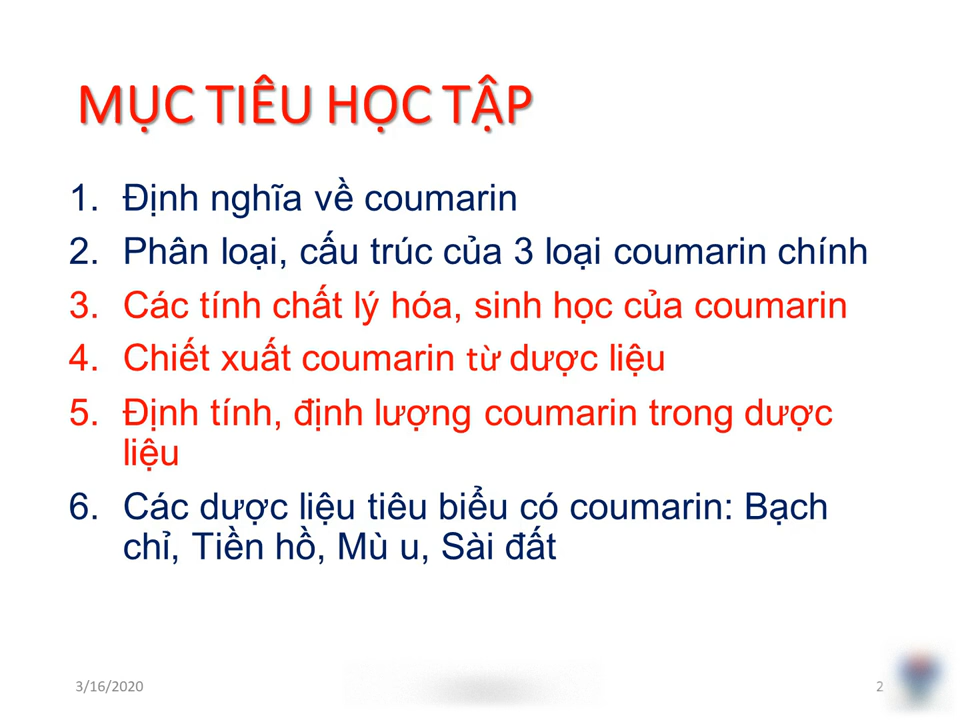 MỤC TIÊU HỌC TẬP
1. Định nghĩa về coumarin
2. Phân loại, cấu trúc của 3 loại coumarin chính
3. Các tính chất lý hóa, sinh học của coumarin
4. Chiết xuất coumarin từ dược liệu
5. Định tính, định lượng coumarin trong dược
liệu
6. Các dược liệu tiêu biểu có coumarin: Bạch
chỉ, Tiền hồ, Mù u, Sài đất
3/16/2020
2